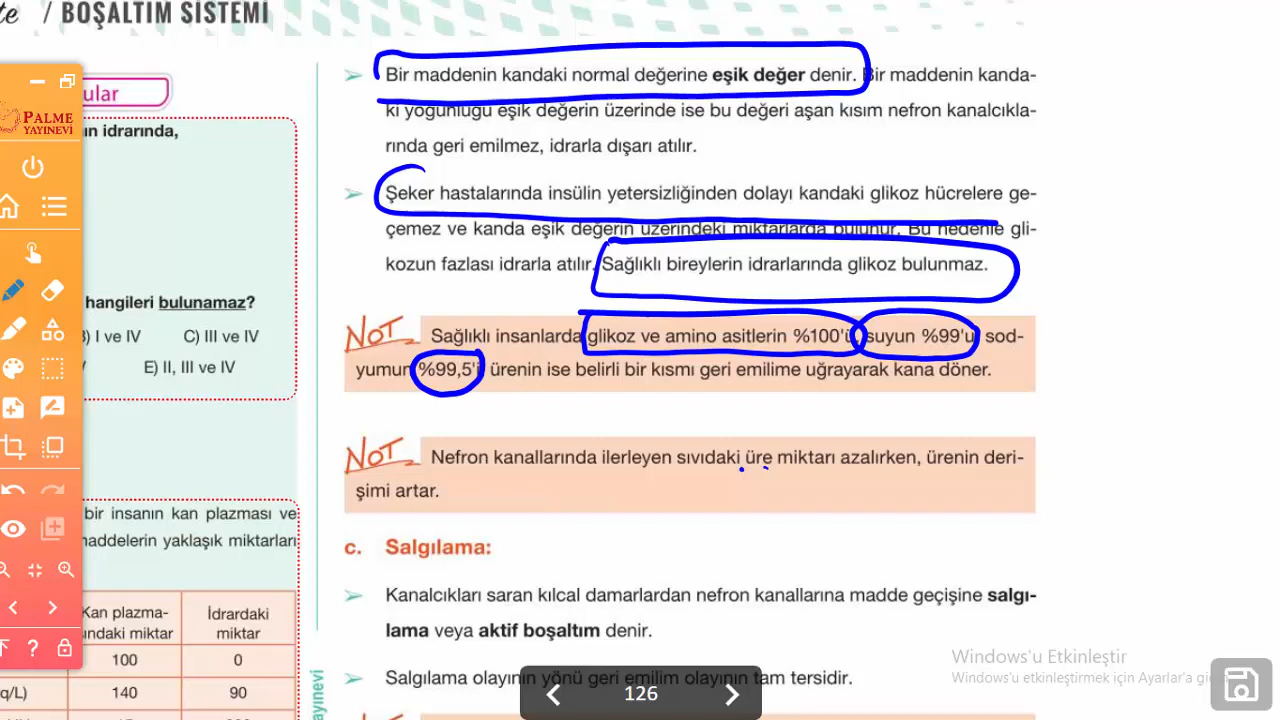 te / BOŞALTIM SİSTEMİ
ular
PALME
YAYINEVİ
ın idrarında,
hangileri bulunamaz?
B) I ve IV C) III ve IV
V E) II, III ve IV
bir insanın kan plazması ve
maddelerin yaklaşık miktarları
Kan plazma-
sındaki miktar
İdrardaki
miktar
100 0
q/L) 140 90
➢ Bir maddenin kandaki normal değerine eşik değer denir. Bir maddenin kanda-
ki yoğunluğu eşik değerin üzerinde ise bu değeri aşan kısım nefron kanalcıkla-
rında geri emilmez, idrarla dışarı atılır.
➢ Şeker hastalarında insülin yetersizliğinden dolayı kandaki glikoz hücrelere ge-
çemez ve kanda eşik değerin üzerindeki miktarlarda bulunur. Bu nedenle gli-
kozun fazlası idrarla atılır. Sağlıklı bireylerin idrarlarında glikoz bulunmaz.
NOT Sağlıklı insanlarda glikoz ve amino asitlerin %100'ü, suyun %99'u sod-
yumun %99,5'i ürenin ise belirli bir kısmı geri emilime uğrayarak kana döner.
NOT Nefron kanallarında ilerleyen sıvıdaki üre miktarı azalırken, ürenin deri-
şimi artar.
c. Salgılama:
➢ Kanalcıkları saran kılcal damarlardan nefron kanallarına madde geçişine salgı-
lama veya aktif boşaltım denir.
➢ Salgılama olayının yönü geri emilim olayının tam tersidir.
ayınevi
126
Windows'u Etkinleştir
Windows'u etkinleştirmek için Ayarlar'a gi